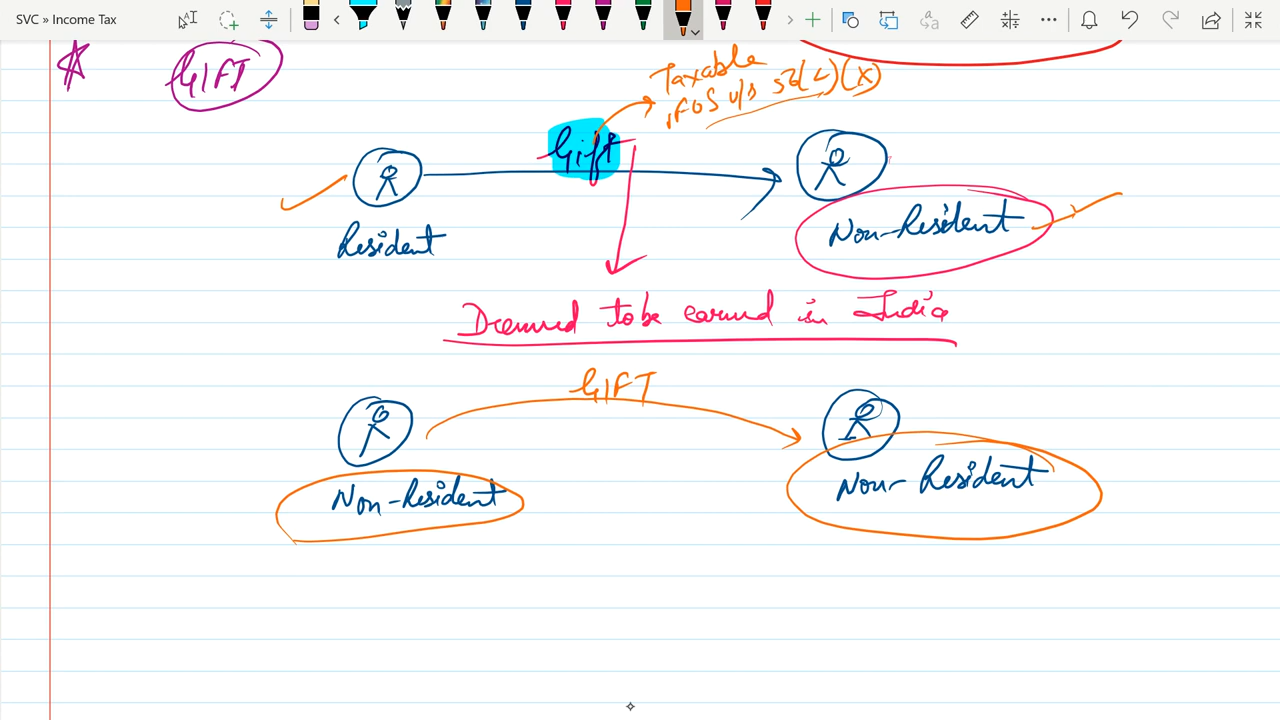 SVC » Income Tax
GIFT
Taxable
IFOS u/s 56(2)(X)
Gift
Resident
Non-Resident
Deemed to be earned in India
GIFT
Non-Resident
Non-Resident